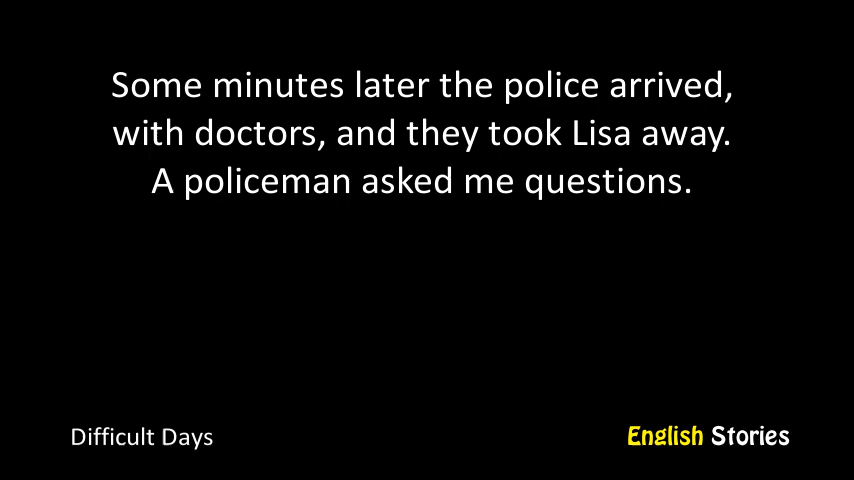 Some minutes later the police arrived,
with doctors, and they took Lisa away.
A policeman asked me questions.
Difficult Days
English Stories